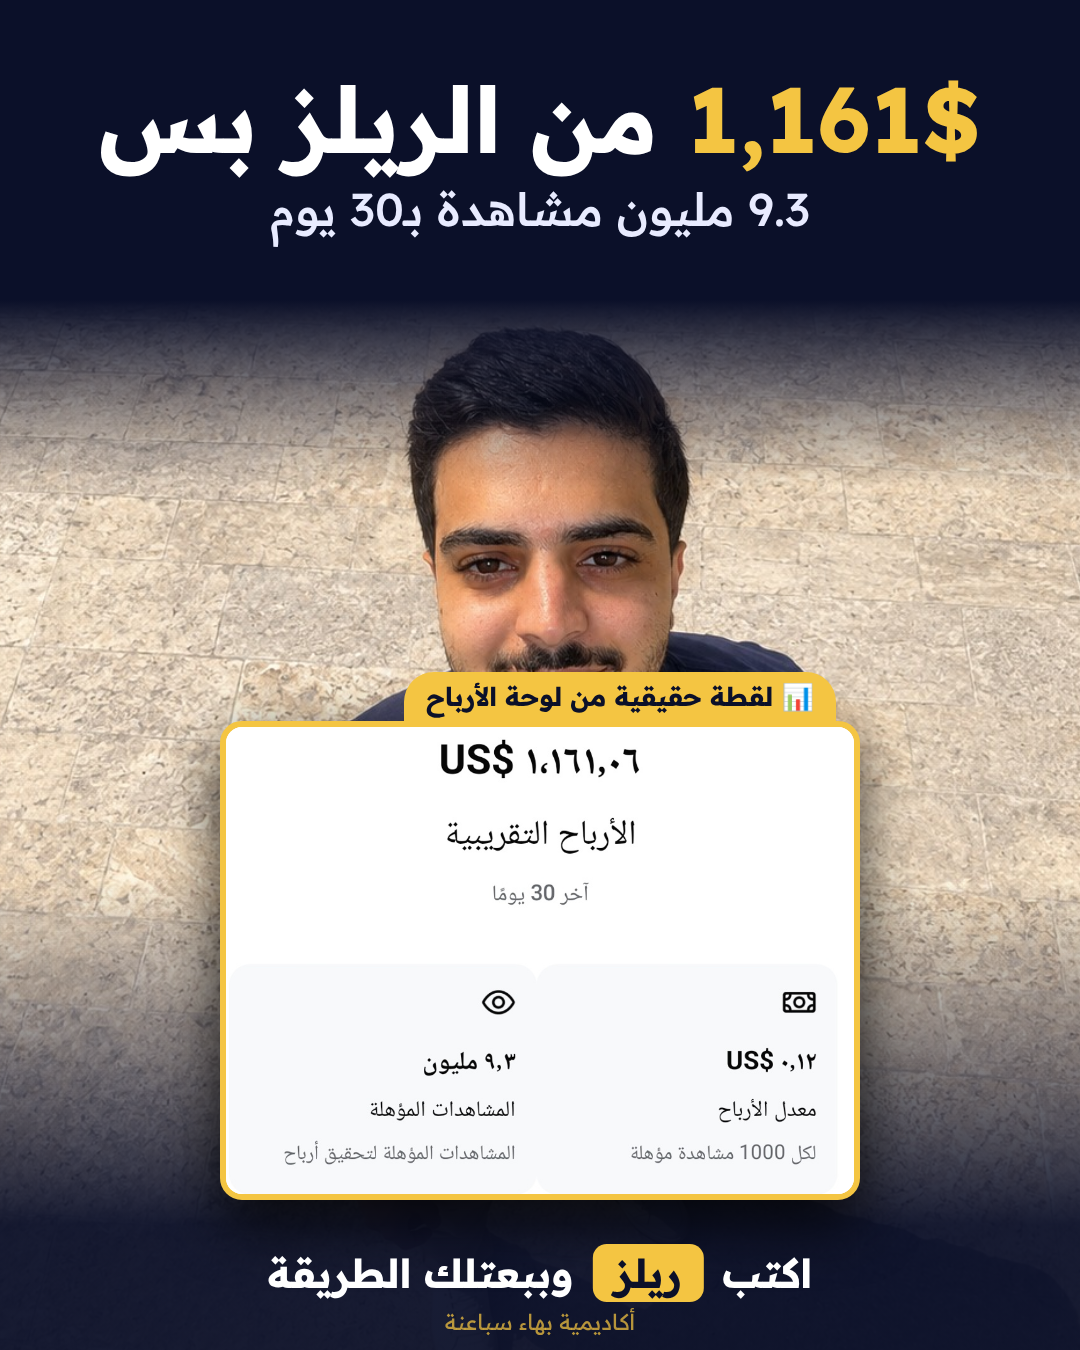 1,161$ من الريلز بس
9.3 مليون مشاهدة بـ30 يوم
📊 لقطة حقيقية من لوحة الأرباح
US$ ١،١٦١,٠٦
الأرباح التقريبية
آخر 30 يومًا
US$ ٠,١٢
معدل الأرباح
لكل 1000 مشاهدة مؤهلة
٩,٣ مليون
المشاهدات المؤهلة
المشاهدات المؤهلة لتحقيق أرباح
اكتب ريلز وببعتلك الطريقة
أكاديمية بهاء سباعنة